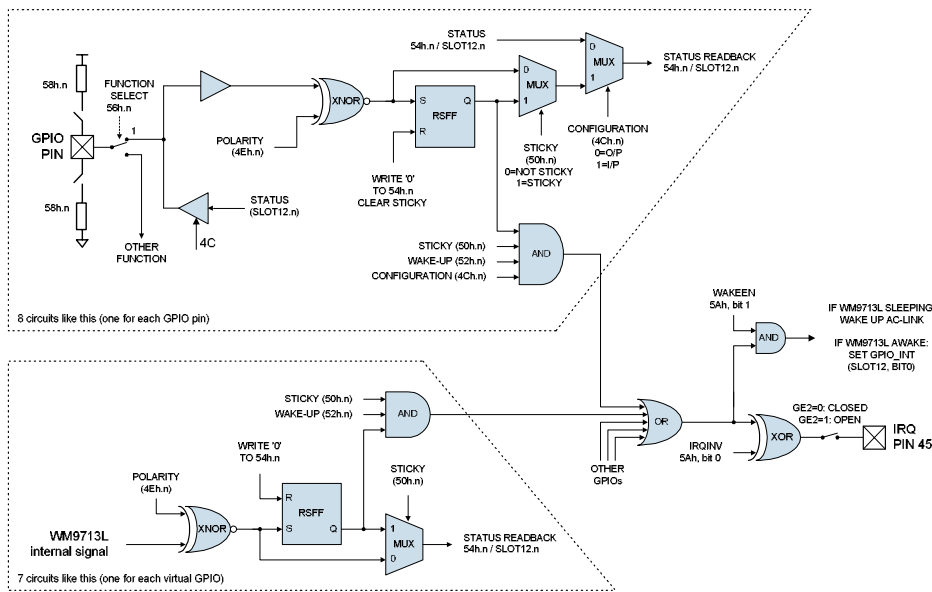 58h.n
FUNCTION
SELECT
56h.n
1
GPIO
PIN
58h.n
OTHER
FUNCTION
4C
STATUS
(SLOT12.n)
POLARITY
(4Eh.n)
XNOR
S
Q
R
RSFF
WRITE '0'
TO 54h.n
CLEAR STICKY
STATUS
54h.n / SLOT12.n
0
MUX
1
0
MUX
1
STATUS READBACK
54h.n / SLOT12.n
STICKY
(50h.n)
0=NOT STICKY
1=STICKY
CONFIGURATION
(4Ch.n)
0=O/P
1=I/P
STICKY (50h.n)
WAKE-UP (52h.n)
CONFIGURATION (4Ch.n)
AND
8 circuits like this (one for each GPIO pin)
WAKEEN
5Ah, bit 1
AND
IF WM9713L SLEEPING
WAKE UP AC-LINK
IF WM9713L AWAKE:
SET GPIO_INT
(SLOT12, BIT0)
STICKY (50h.n)
WAKE-UP (52h.n)
AND
OR
OTHER
GPIOs
IRQINV
5Ah, bit 0
XOR
GE2=0: CLOSED
GE2=1: OPEN
IRQ
PIN 45
WRITE '0'
TO 54h.n
POLARITY
(4Eh.n)
WM9713L
internal signal
XNOR
R
RSFF
S
Q
STICKY
(50h.n)
1
MUX
0
STATUS READBACK
54h.n / SLOT12.n
7 circuits like this (one for each virtual GPIO)